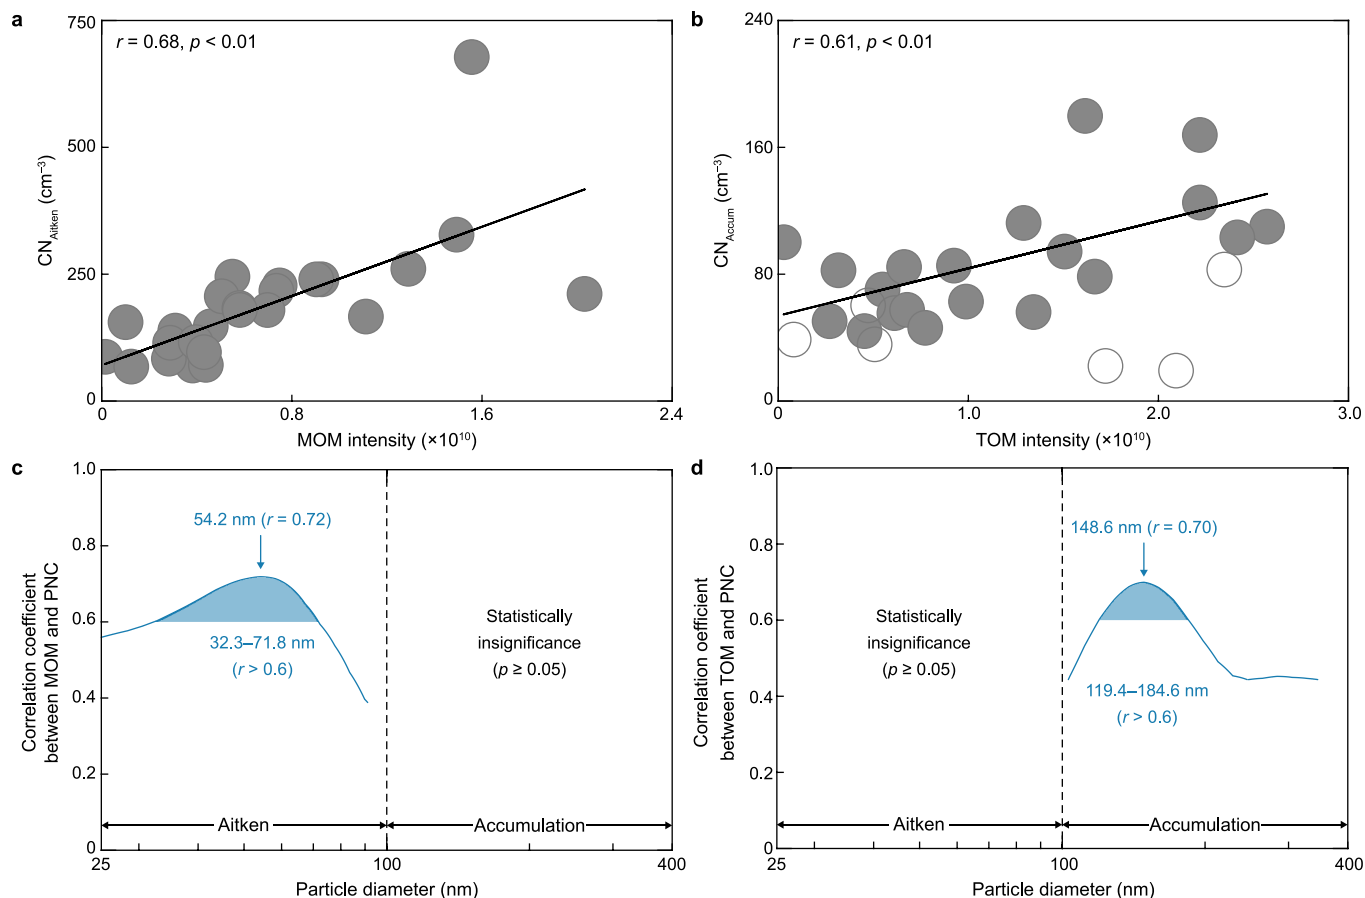 a
r = 0.68, p < 0.01
CN_Aitken (cm⁻³)
750
500
250
0
0
0.8
1.6
2.4
MOM intensity (×10¹⁰)
b
r = 0.61, p < 0.01
CN_Accum (cm⁻³)
240
160
80
0
0
1.0
2.0
3.0
TOM intensity (×10¹⁰)
c
Correlation coefficient
between MOM and PNC
1.0
0.8
0.6
0.4
0.2
0
54.2 nm (r = 0.72)
32.3–71.8 nm
(r > 0.6)
Statistically
insignificance
(p ≥ 0.05)
Aitken
Accumulation
25
100
400
Particle diameter (nm)
d
Correlation oefficient
between TOM and PNC
1.0
0.8
0.6
0.4
0.2
0
148.6 nm (r = 0.70)
Statistically
insignificance
(p ≥ 0.05)
119.4–184.6 nm
(r > 0.6)
Aitken
Accumulation
25
100
400
Particle diameter (nm)